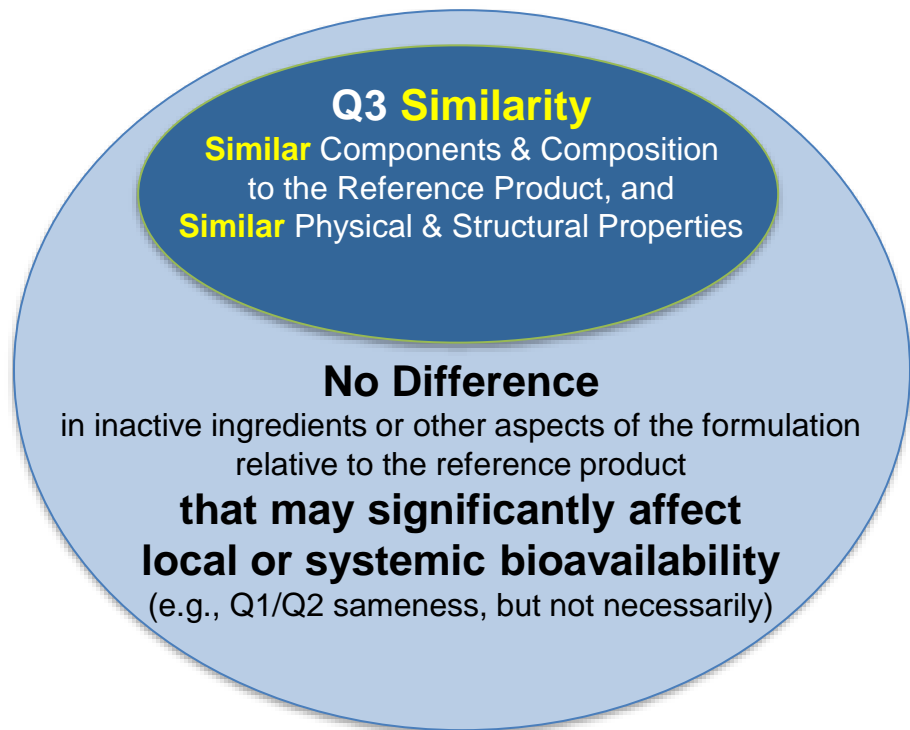 Q3 Similarity
Similar Components & Composition
to the Reference Product, and
Similar Physical & Structural Properties
No Difference
in inactive ingredients or other aspects of the formulation
relative to the reference product
that may significantly affect
local or systemic bioavailability
(e.g., Q1/Q2 sameness, but not necessarily)